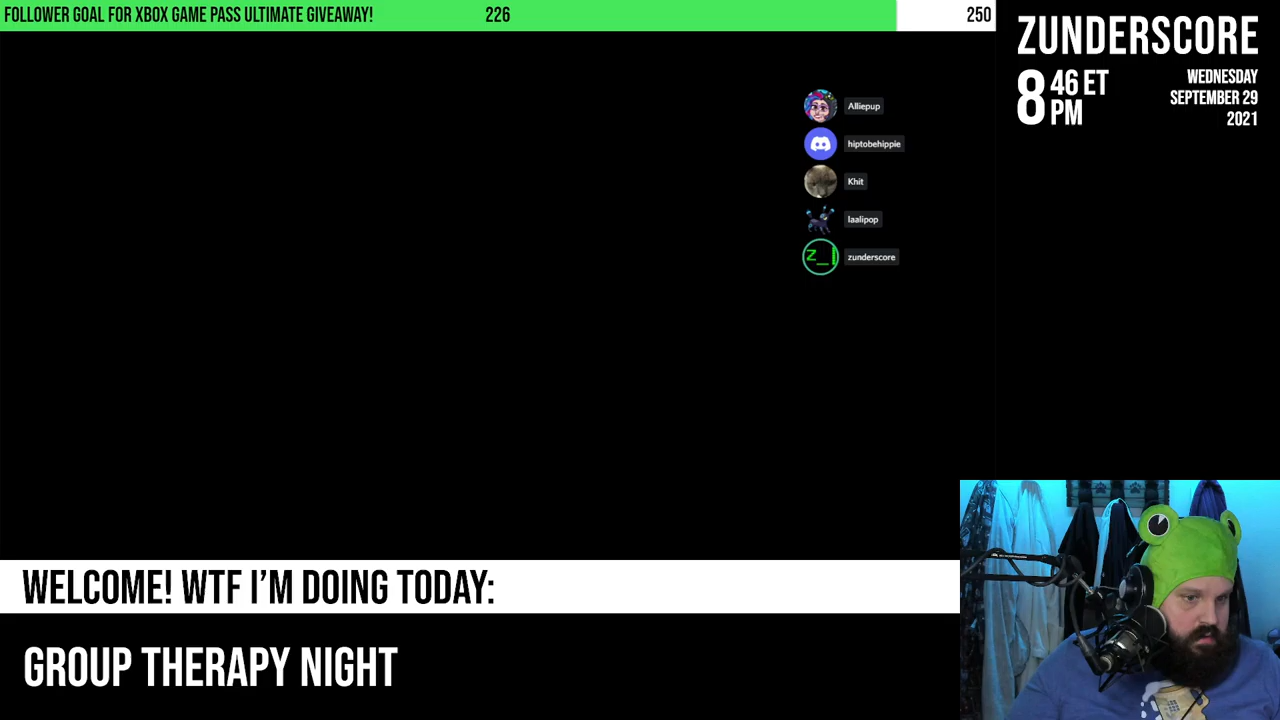 FOLLOWER GOAL FOR XBOX GAME PASS ULTIMATE GIVEAWAY! 226 250
ZUNDERSCORE
8 46 ET PM
WEDNESDAY
SEPTEMBER 29
2021
Alliepup
hiptobehippie
Khit
laalipop
z_
zunderscore
WELCOME! WTF I'M DOING TODAY:
GROUP THERAPY NIGHT